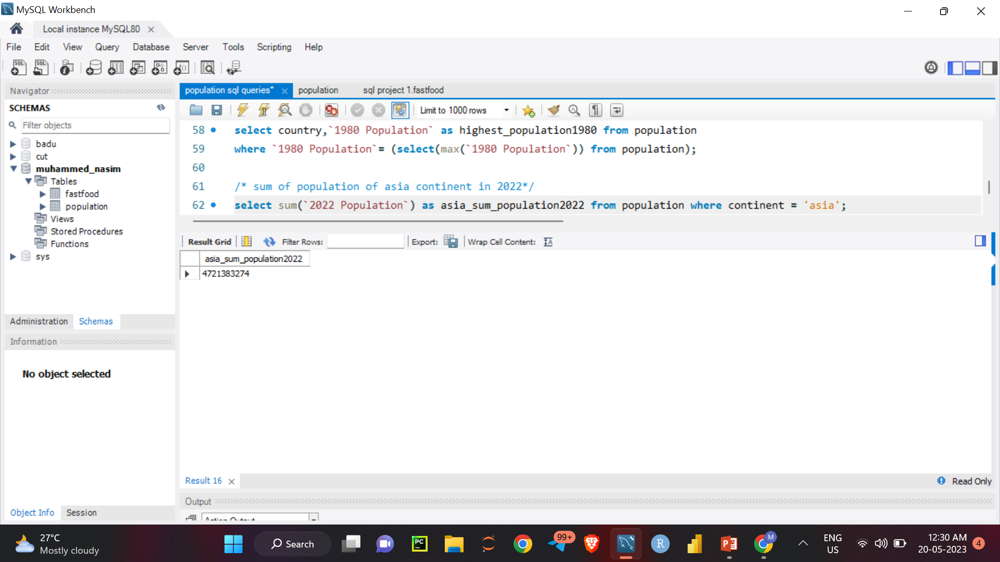 MySQL Workbench
Local instance MySQL80
File Edit View Query Database Server Tools Scripting Help
Navigator
SCHEMAS
Filter objects
badu
cut
muhammed_nasim
Tables
fastfood
population
Views
Stored Procedures
Functions
sys
Administration Schemas
Information
No object selected
Object Info Session
population sql queries* population sql project 1.fastfood
Limit to 1000 rows
58 select country,`1980 Population` as highest_population1980 from population
59 where `1980 Population`= (select(max(`1980 Population`)) from population);
60
61 /* sum of population of asia continent in 2022*/
62 select sum(`2022 Population`) as asia_sum_population2022 from population where continent = 'asia';
Result Grid Filter Rows: Export: Wrap Cell Content:
asia_sum_population2022
4721383274
Result 16 Read Only
Output
Action Output
27°C
Mostly cloudy
Search
PC
99+
R
P
M
ENG
US
12:30 AM
20-05-2023
4